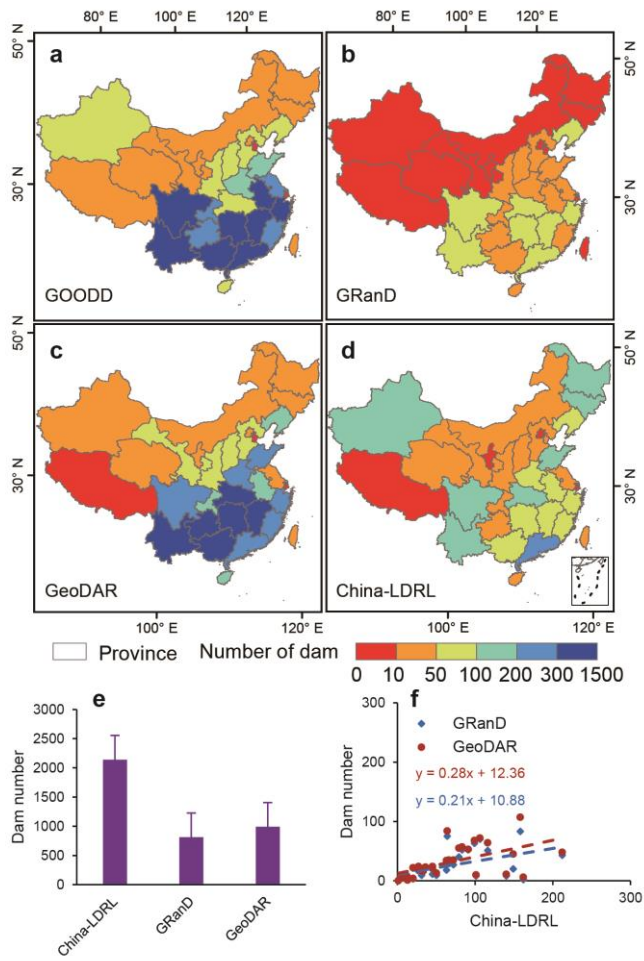 80° E 100° E 120° E 80° E 100° E 120° E
50° N
30° N
a
GOODD
b
GRanD
50° N
30° N
50° N
30° N
c
GeoDAR
d
China-LDRL
50° N
30° N
100° E 120° E 100° E 120° E
Province Number of dam
0 10 50 100 200 300 1500
e
Dam number
3000
2500
2000
1500
1000
500
0
China-LDRL
GRanD
GeoDAR
f
Dam number
300
200
100
0
GRanD
GeoDAR
y = 0.28x + 12.36
y = 0.21x + 10.88
0 100 200 300
China-LDRL